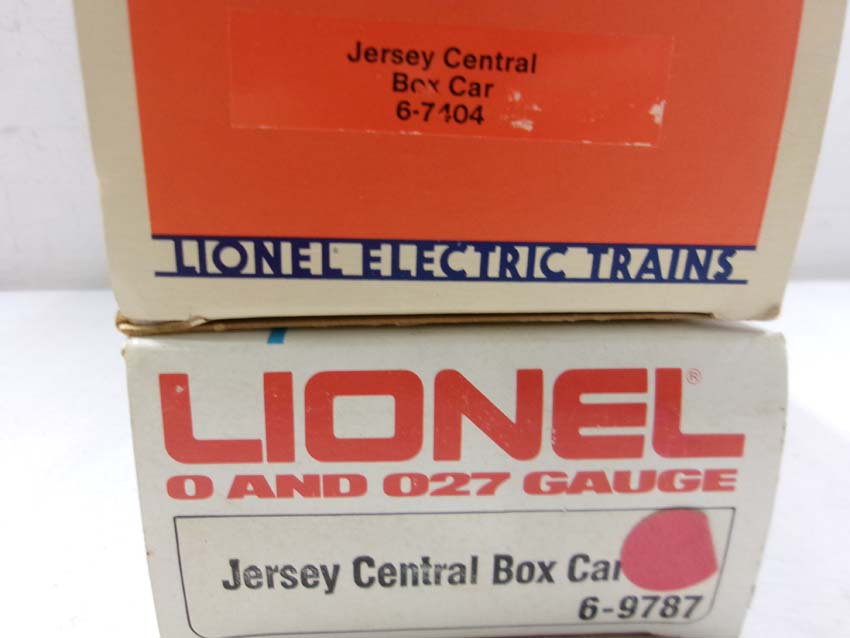 Jersey Central
Box Car
6-7404
LIONEL ELECTRIC TRAINS
LIONEL®
O AND O27 GAUGE
Jersey Central Box Car
6-9787